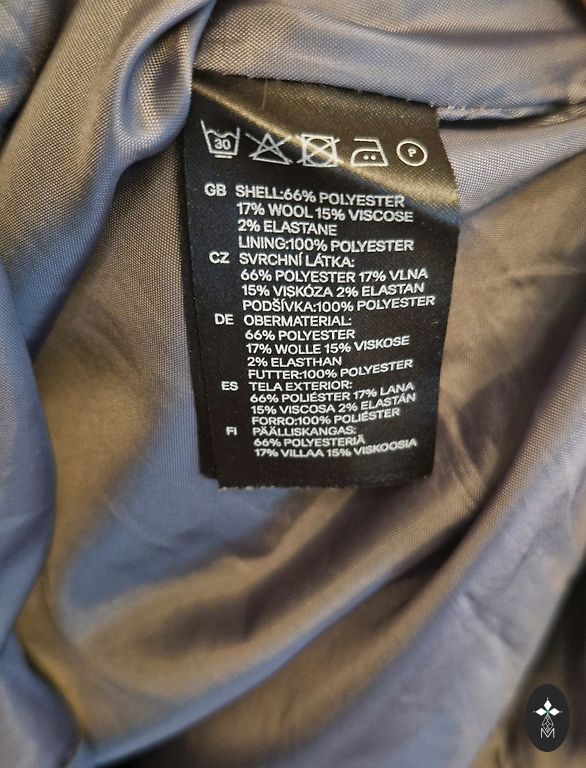 30
P
GB SHELL:66% POLYESTER
17% WOOL 15% VISCOSE
2% ELASTANE
LINING:100% POLYESTER
CZ SVRCHNÍ LÁTKA:
66% POLYESTER 17% VLNA
15% VISKÓZA 2% ELASTAN
PODŠÍVKA:100% POLYESTER
DE OBERMATERIAL:
66% POLYESTER
17% WOLLE 15% VISKOSE
2% ELASTHAN
FUTTER:100% POLYESTER
ES TELA EXTERIOR:
66% POLIÉSTER 17% LANA
15% VISCOSA 2% ELASTÁN
FORRO:100% POLIÉSTER
FI PÄÄLLISKANGAS:
66% POLYESTERIÄ
17% VILLAA 15% VISKOOSIA
M